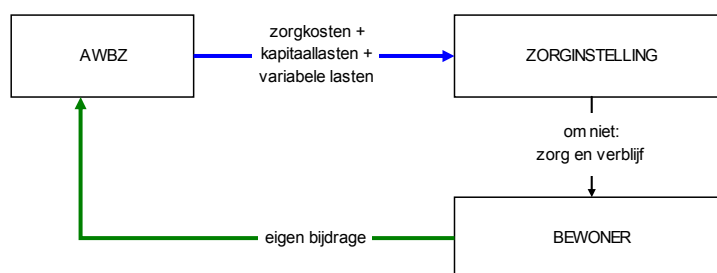 zorgkosten +
AWBZ
kapitaallasten +
ZORGINSTELLING
variabele lasten
om niet:
zorg en verblijf
eigen bijdrage
BEWONER